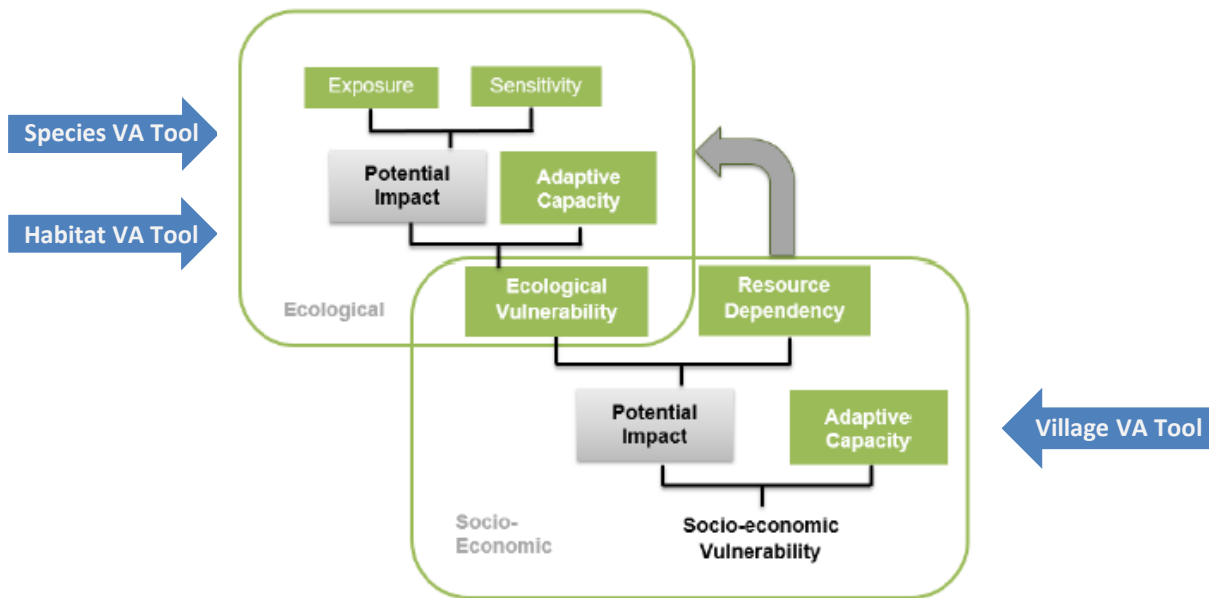 Exposure
Sensitivity
Species VA Tool
Potential
Impact
Adaptive
Capacity
Habitat VA Tool
Ecological
Ecological
Vulnerability
Resource
Dependency
Potential
Impact
Adaptive
Capacity
Village VA Tool
Socio-
Economic
Socio-economic
Vulnerability